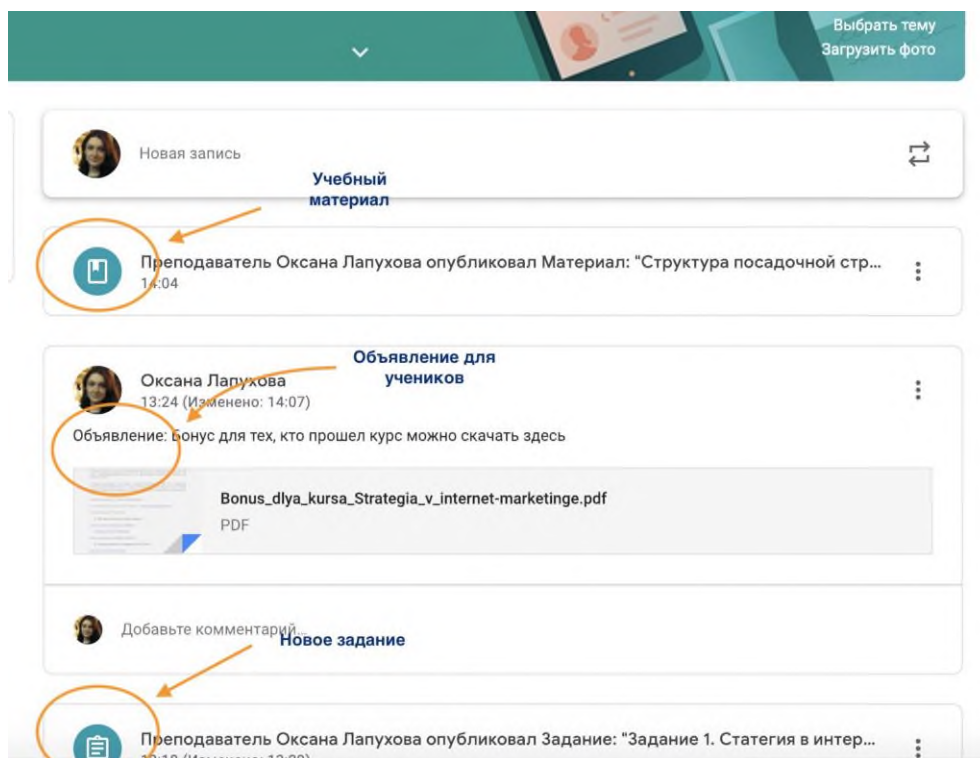 Выбрать тему
Загрузить фото
Новая запись
Учебный
материал
Преподаватель Оксана Лапухова опубликовал Материал: "Структура посадочной стр...
14:04
Объявление для
учеников
Оксана Лапухова
13:24 (Изменено: 14:07)
Объявление: Бонус для тех, кто прошел курс можно скачать здесь
Bonus_dlya_kursa_Strategia_v_internet-marketinge.pdf
PDF
Добавьте комментарий...
Новое задание
Преподаватель Оксана Лапухова опубликовал Задание: "Задание 1. Статегия в интер...